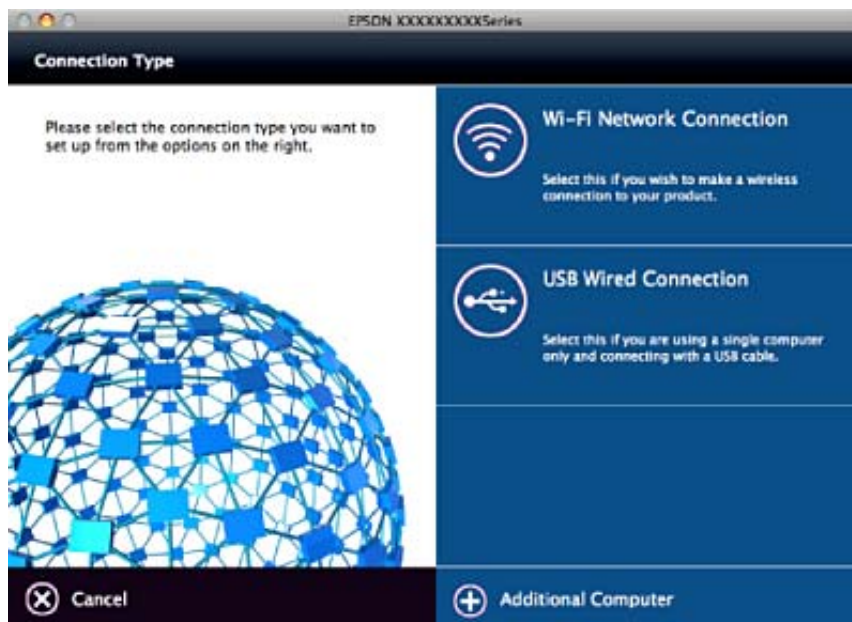 EPSON XXXXXXXXXSeries
Connection Type
Please select the connection type you want to
set up from the options on the right.
Wi-Fi Network Connection
Select this if you wish to make a wireless
connection to your product.
USB Wired Connection
Select this if you are using a single computer
only and connecting with a USB cable.
Cancel
Additional Computer